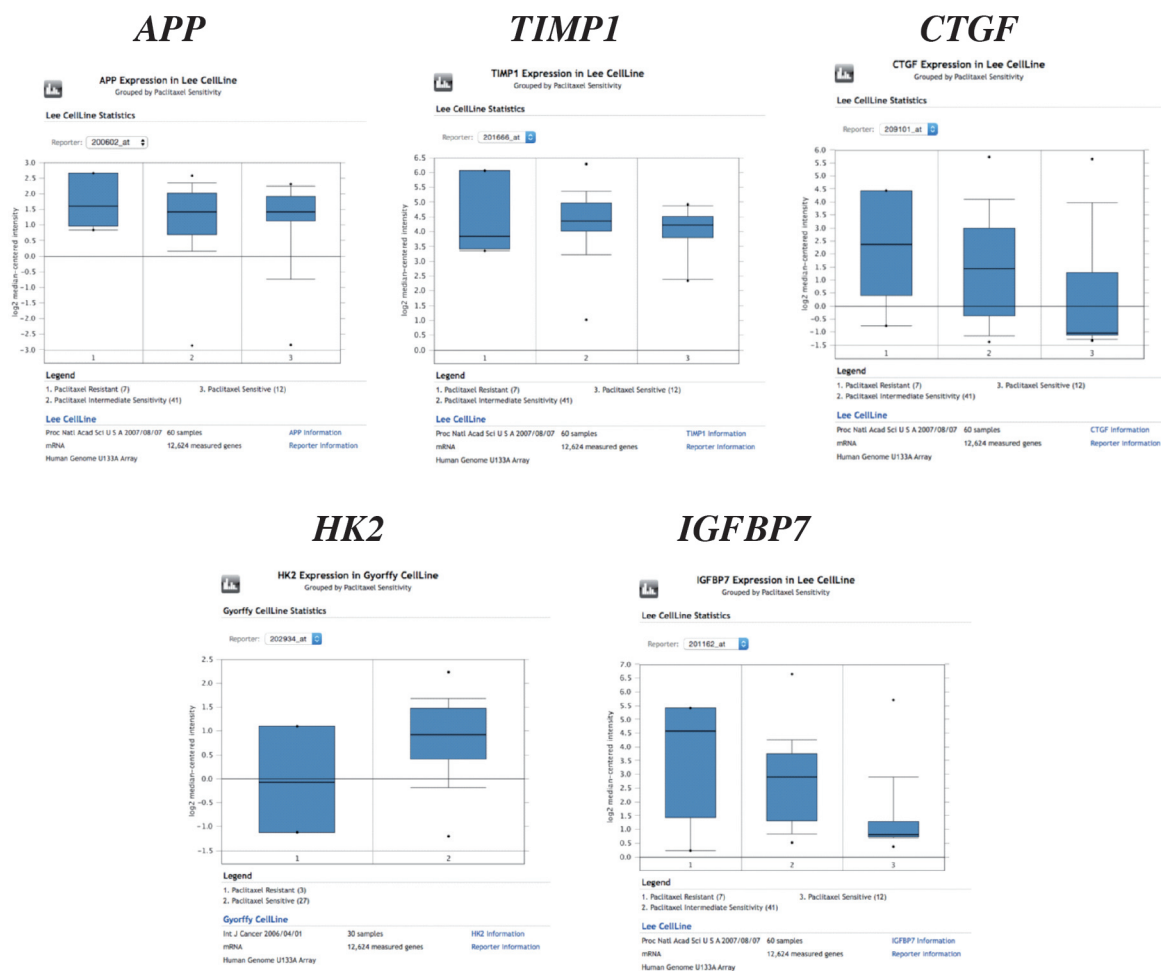 APP
APP Expression in Lee CellLine
Grouped by Paclitaxel Sensitivity
Lee CellLine Statistics
Reporter: 200602_at
log2 median-centered intensity
3.0
2.5
2.0
1.5
1.0
0.5
0.0
−0.5
−1.0
−1.5
−2.0
−2.5
−3.0
1 2 3
Legend
1. Paclitaxel Resistant (7) 3. Paclitaxel Sensitive (12)
2. Paclitaxel Intermediate Sensitivity (41)
Lee CellLine
Proc Natl Acad Sci U S A 2007/08/07 60 samples APP Information
mRNA 12,624 measured genes Reporter Information
Human Genome U133A Array
TIMP1
TIMP1 Expression in Lee CellLine
Grouped by Paclitaxel Sensitivity
Lee CellLine Statistics
Reporter: 201666_at
log2 median-centered intensity
6.5
6.0
5.5
5.0
4.5
4.0
3.5
3.0
2.5
2.0
1.5
1.0
0.5
0.0
1 2 3
Legend
1. Paclitaxel Resistant (7) 3. Paclitaxel Sensitive (12)
2. Paclitaxel Intermediate Sensitivity (41)
Lee CellLine
Proc Natl Acad Sci U S A 2007/08/07 60 samples TIMP1 Information
mRNA 12,624 measured genes Reporter Information
Human Genome U133A Array
CTGF
CTGF Expression in Lee CellLine
Grouped by Paclitaxel Sensitivity
Lee CellLine Statistics
Reporter: 209101_at
log2 median-centered intensity
6.0
5.5
5.0
4.5
4.0
3.5
3.0
2.5
2.0
1.5
1.0
0.5
0.0
−0.5
−1.0
−1.5
1 2 3
Legend
1. Paclitaxel Resistant (7) 3. Paclitaxel Sensitive (12)
2. Paclitaxel Intermediate Sensitivity (41)
Lee CellLine
Proc Natl Acad Sci U S A 2007/08/07 60 samples CTGF Information
mRNA 12,624 measured genes Reporter Information
Human Genome U133A Array
HK2
HK2 Expression in Gyorffy CellLine
Grouped by Paclitaxel Sensitivity
Gyorffy CellLine Statistics
Reporter: 202934_at
log2 median-centered intensity
2.5
2.0
1.5
1.0
0.5
0.0
−0.5
−1.0
−1.5
1 2
Legend
1. Paclitaxel Resistant (3)
2. Paclitaxel Sensitive (27)
Gyorffy CellLine
Int J Cancer 2006/04/01 30 samples HK2 Information
mRNA 12,624 measured genes Reporter Information
Human Genome U133A Array
IGFBP7
IGFBP7 Expression in Lee CellLine
Grouped by Paclitaxel Sensitivity
Lee CellLine Statistics
Reporter: 201162_at
log2 median-centered intensity
7.0
6.5
6.0
5.5
5.0
4.5
4.0
3.5
3.0
2.5
2.0
1.5
1.0
0.5
0.0
1 2 3
Legend
1. Paclitaxel Resistant (7) 3. Paclitaxel Sensitive (12)
2. Paclitaxel Intermediate Sensitivity (41)
Lee CellLine
Proc Natl Acad Sci U S A 2007/08/07 60 samples IGFBP7 Information
mRNA 12,624 measured genes Reporter Information
Human Genome U133A Array